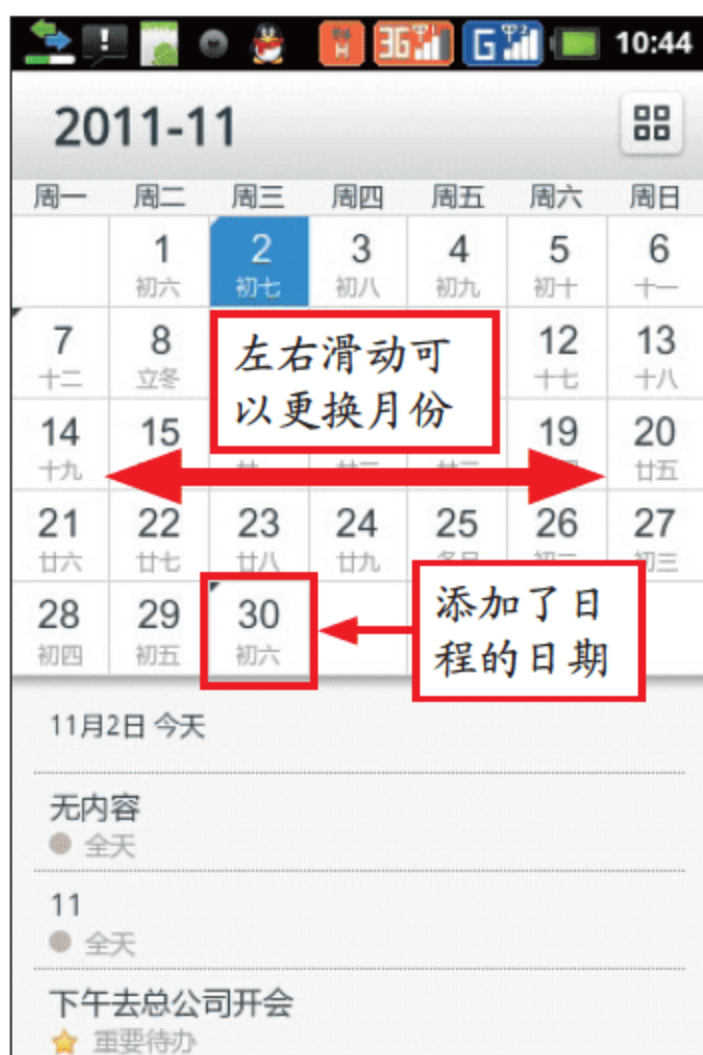 H 3G 1 G 2 10:44
2011-11
周一 周二 周三 周四 周五 周六 周日
1 2 3 4 5 6
初六 初七 初八 初九 初十 十一
7 8 12 13
十二 立冬 十七 十八
左右滑动可
以更换月份
14 15 19 20
十九 廿五
21 22 23 24 25 26 27
廿六 廿七 廿八 廿九 初三
28 29 30
初四 初五 初六
添加了日
程的日期
11月2日 今天
无内容
全天
11
全天
下午去总公司开会
重要待办